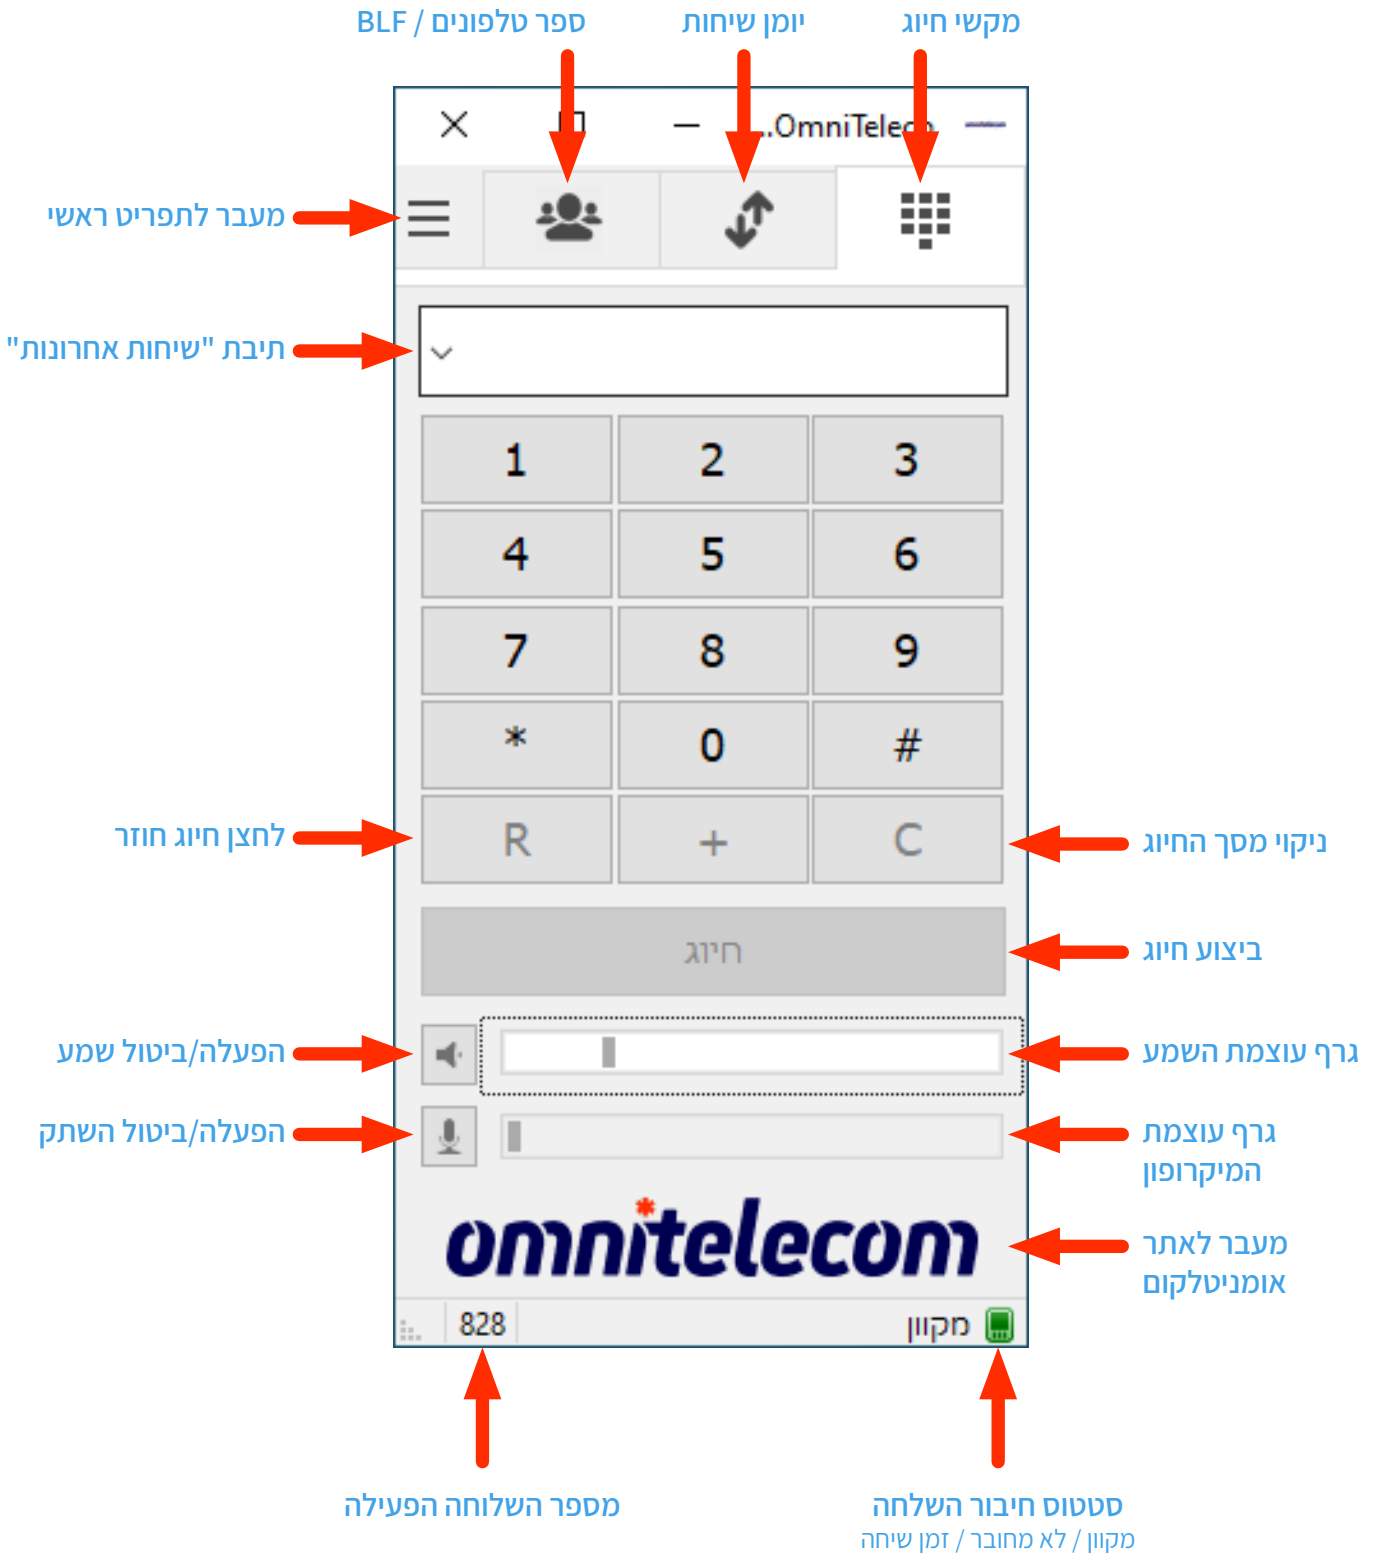 מקשי חיוג
יומן שיחות
ספר טלפונים / BLF
OmniTeleco...
מעבר לתפריט ראשי
תיבת "שיחות אחרונות"
1 2 3
4 5 6
7 8 9
* 0 #
R + C
לחצן חיוג חוזר
ניקוי מסך החיוג
חיוג
ביצוע חיוג
הפעלה/ביטול שמע
גרף עוצמת השמע
הפעלה/ביטול השתק
גרף עוצמת
המיקרופון
omnitelecom
מעבר לאתר
אומניטלקום
מקוון
828
סטטוס חיבור השלחה
מקוון / לא מחובר / זמן שיחה
מספר השלוחה הפעילה